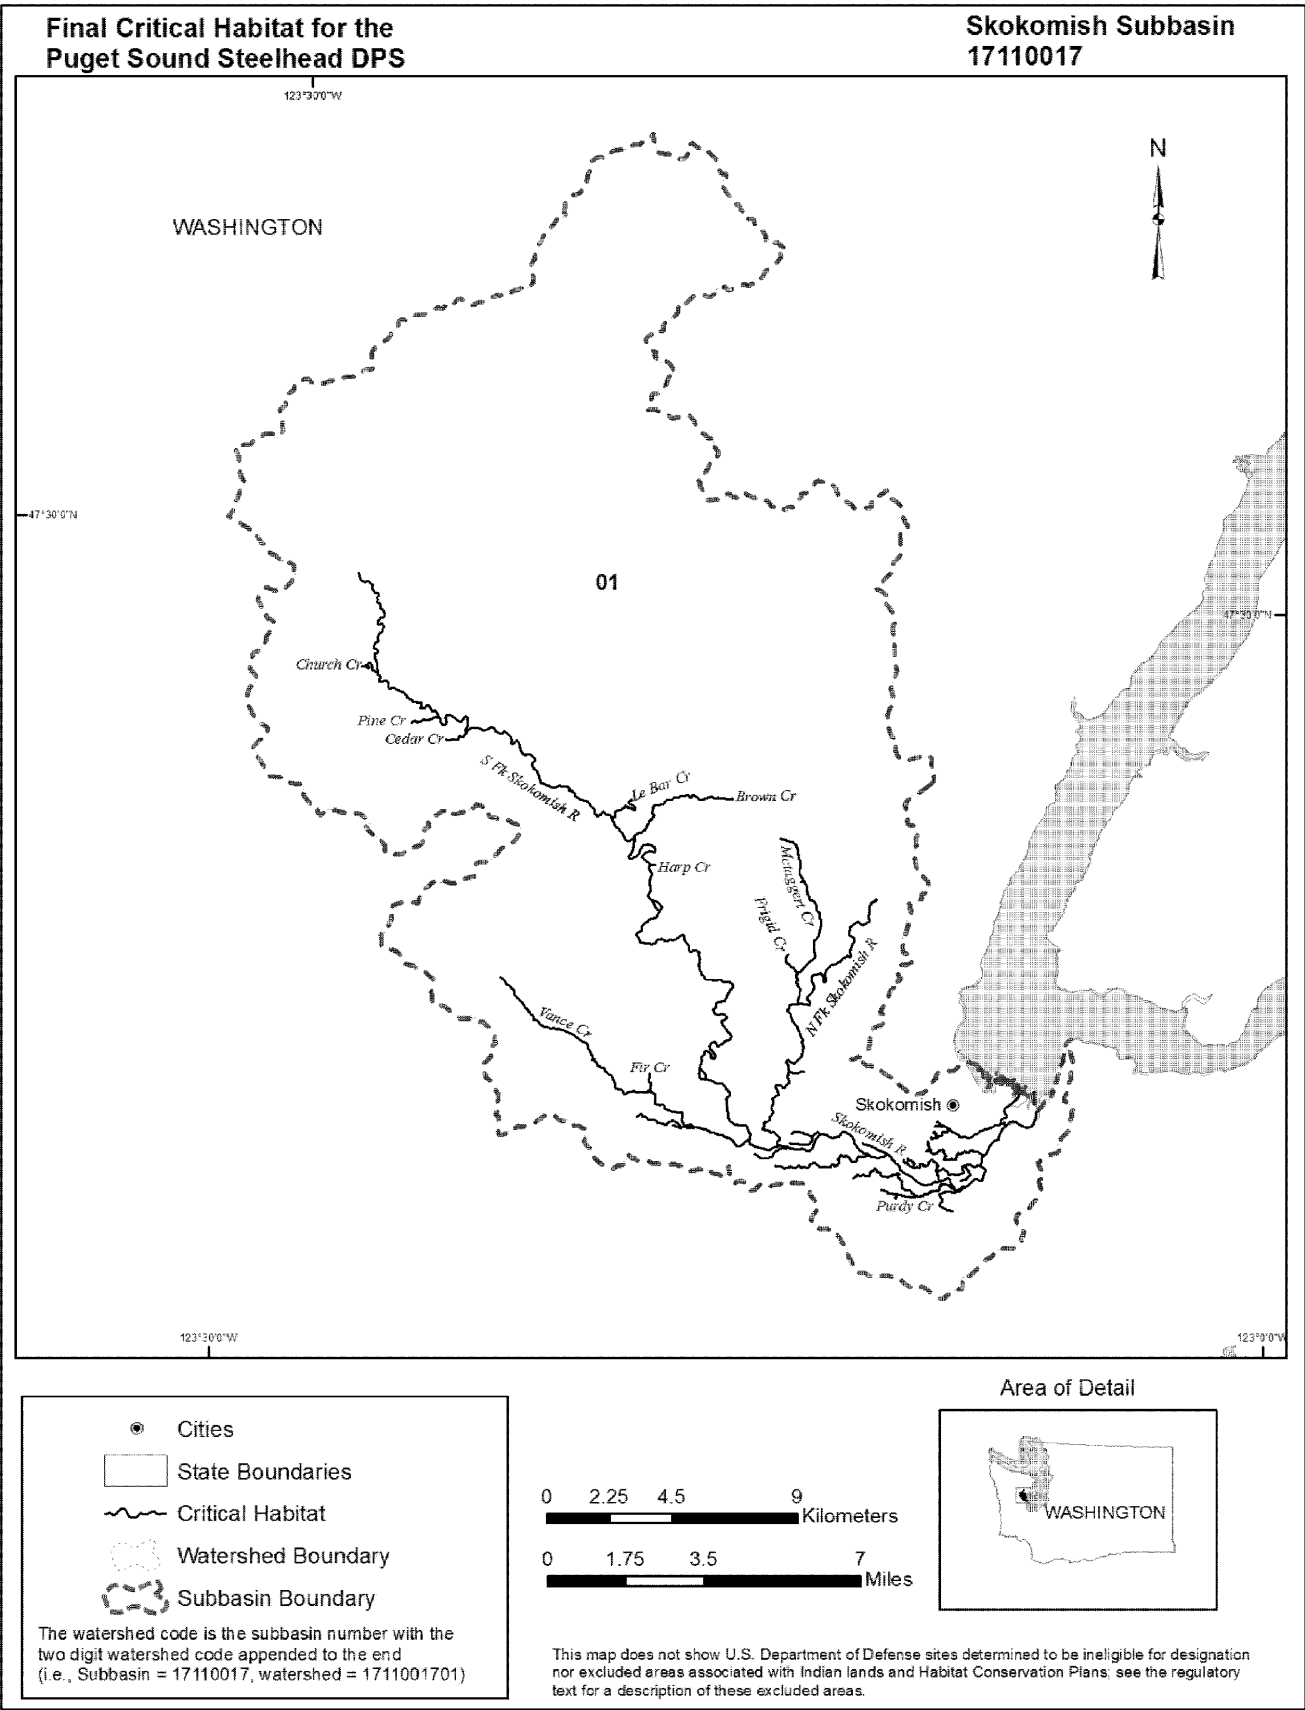 Final Critical Habitat for the
Puget Sound Steelhead DPS
Skokomish Subbasin
17110017
123°30'0"W
N
WASHINGTON
47°30'0"N
01
47°30'0"N
Church Cr
Pine Cr
Cedar Cr
S Fk Skokomish R
Le Bar Cr
Brown Cr
Harp Cr
Mctaggert Cr
Frigid Cr
N Fk Skokomish R
Vance Cr
Fir Cr
Skokomish
Skokomish R
Purdy Cr
123°30'0"W
123°0'0"W
Cities
State Boundaries
Critical Habitat
Watershed Boundary
Subbasin Boundary
The watershed code is the subbasin number with the
two digit watershed code appended to the end
(i.e., Subbasin = 17110017, watershed = 1711001701)
0 2.25 4.5 9
Kilometers
0 1.75 3.5 7
Miles
Area of Detail
WASHINGTON
This map does not show U.S. Department of Defense sites determined to be ineligible for designation
nor excluded areas associated with Indian lands and Habitat Conservation Plans; see the regulatory
text for a description of these excluded areas.